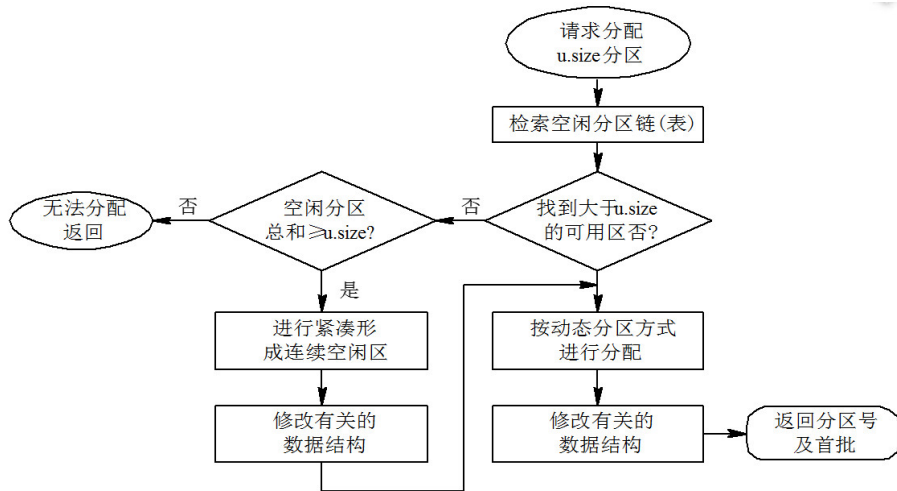 请求分配
u.size分区
检索空闲分区链(表)
找到大于u.size
的可用区否?
否
空闲分区
总和≥u.size?
否
无法分配
返回
是
进行紧凑形
成连续空闲区
修改有关的
数据结构
按动态分区方式
进行分配
修改有关的
数据结构
返回分区号
及首批